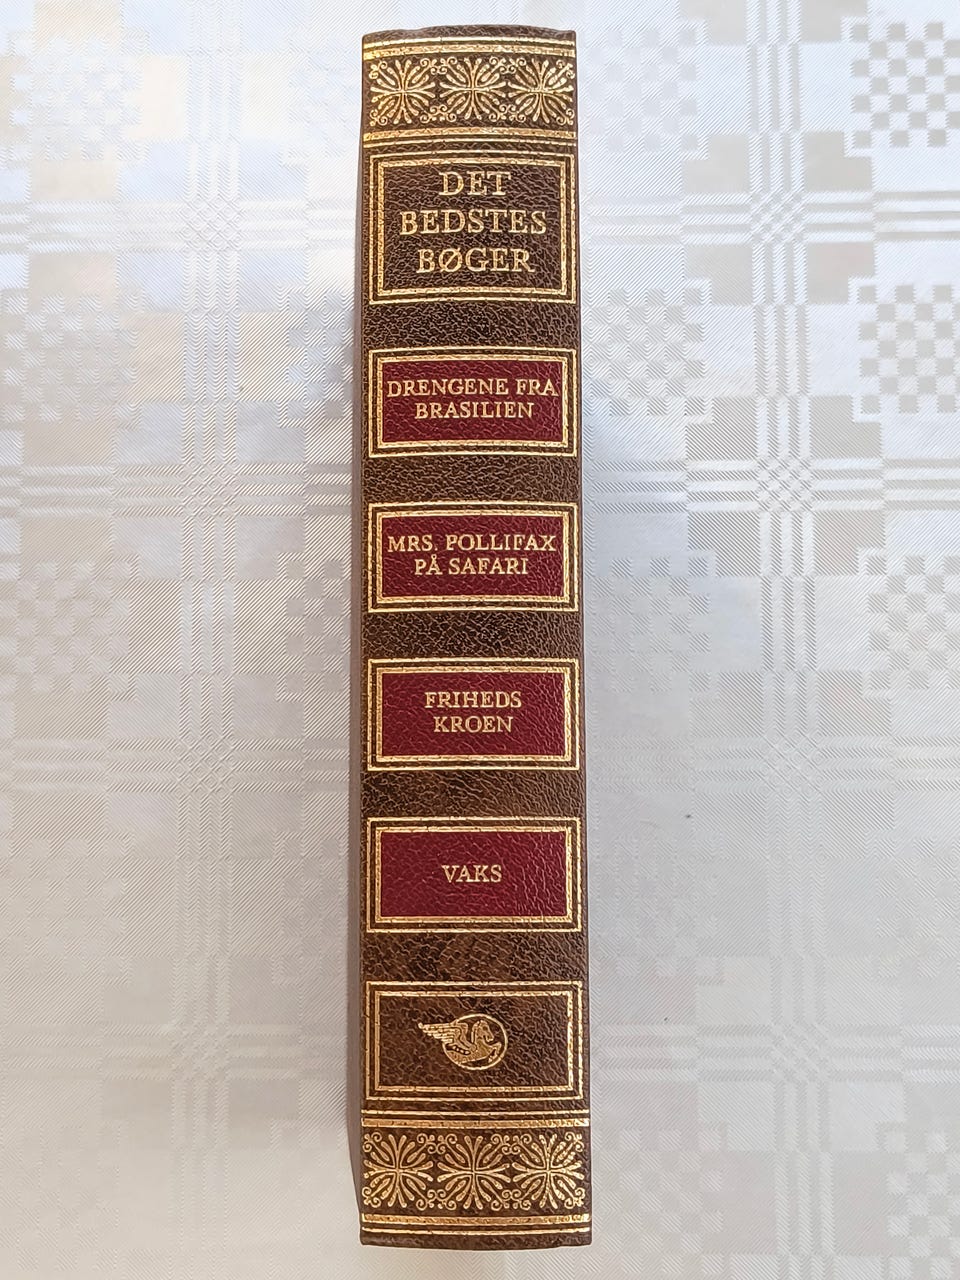 DET
BEDSTES
BØGER
DRENGENE FRA
BRASILIEN
MRS. POLLIFAX
PÅ SAFARI
FRIHEDS
KROEN
VAKS